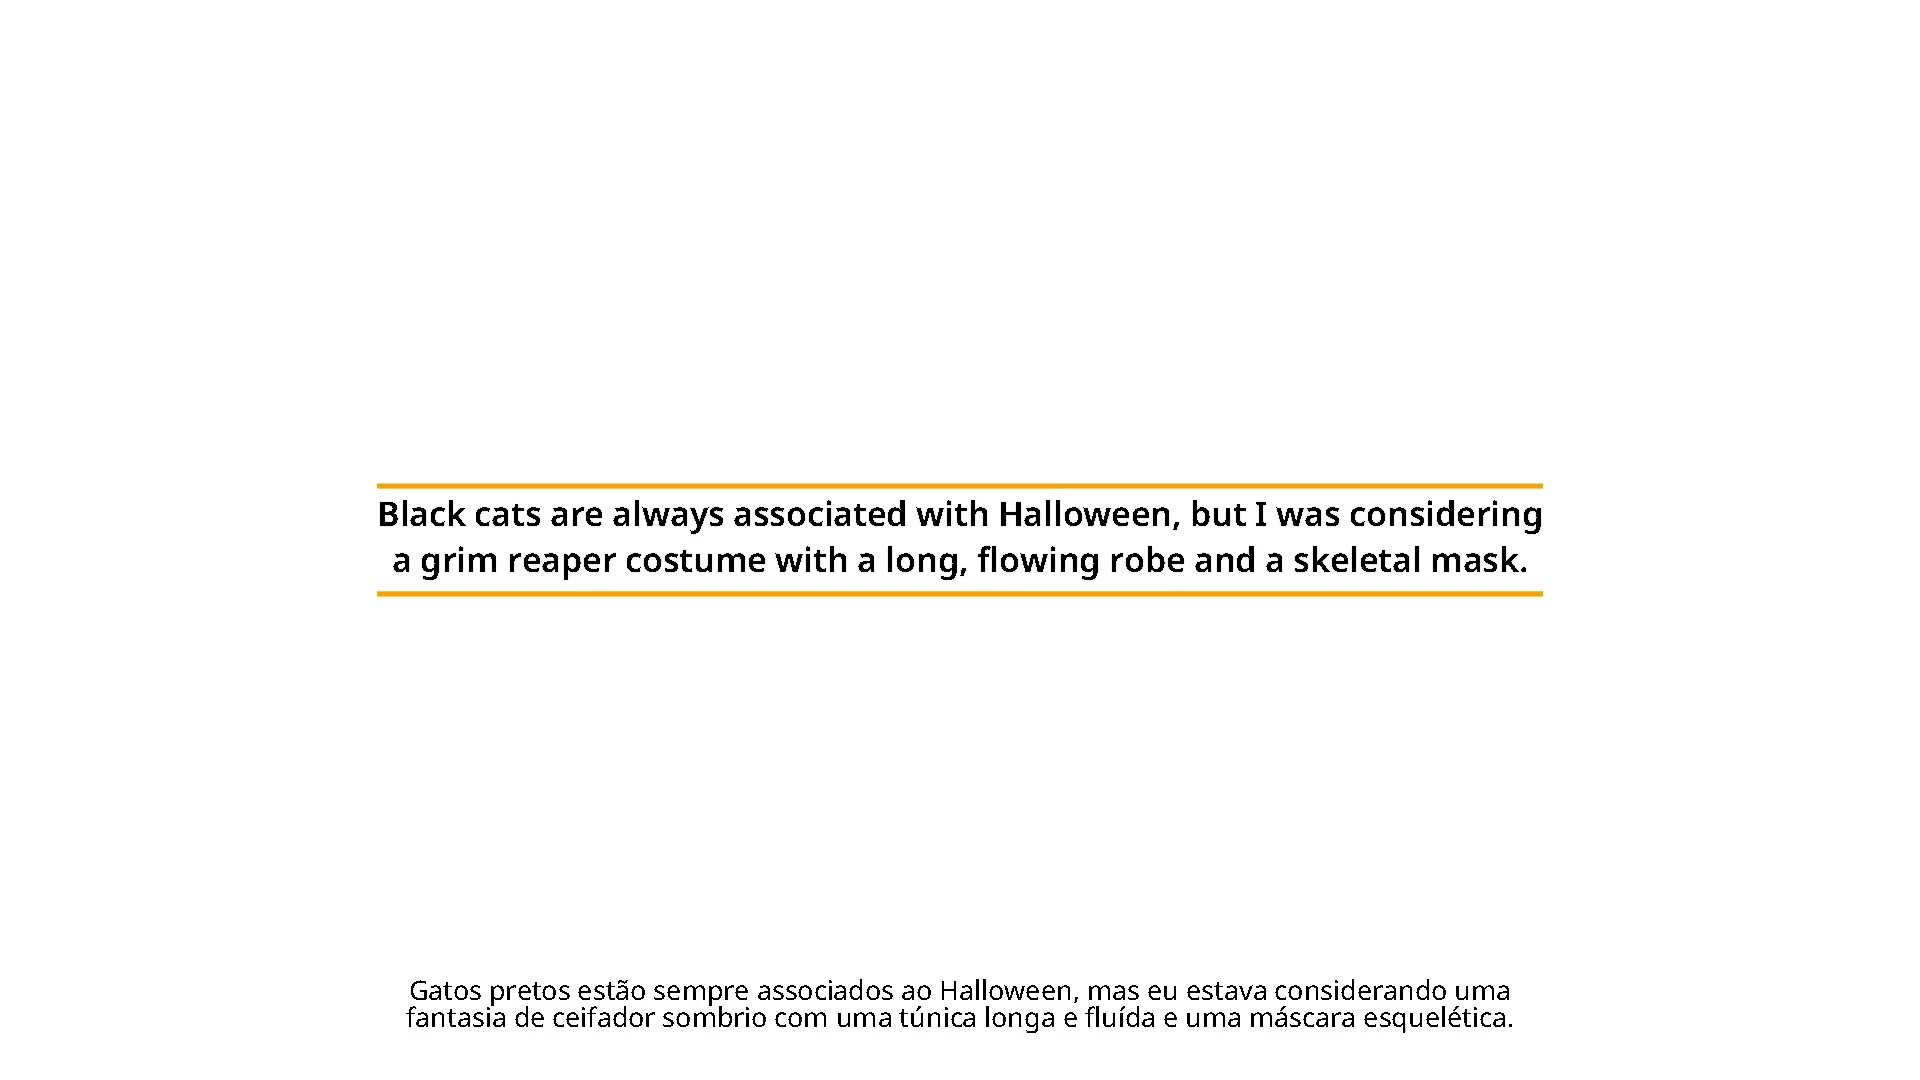 Black cats are always associated with Halloween, but I was considering
a grim reaper costume with a long, flowing robe and a skeletal mask.
Gatos pretos estão sempre associados ao Halloween, mas eu estava considerando uma
fantasia de ceifador sombrio com uma túnica longa e fluída e uma máscara esquelética.